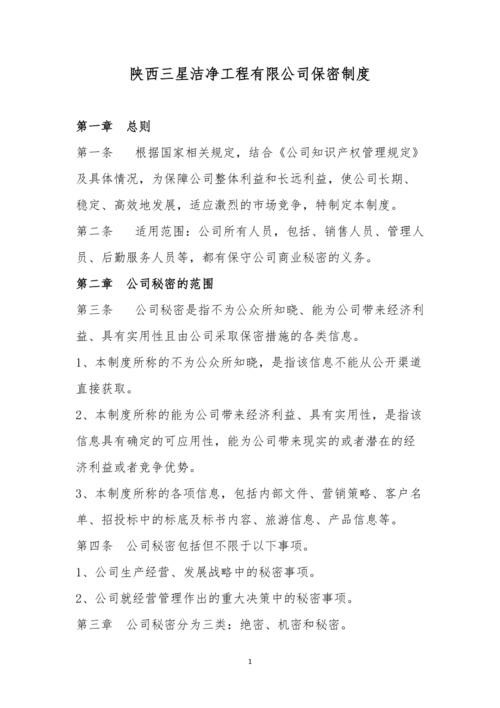 陕西三星洁净工程有限公司保密制度
第一章 总则
第一条 根据国家相关规定，结合《公司知识产权管理规定》
及具体情况，为保障公司整体利益和长远利益，使公司长期、
稳定、高效地发展，适应激烈的市场竞争，特制定本制度。
第二条 适用范围：公司所有人员，包括、销售人员、管理人
员、后勤服务人员等，都有保守公司商业秘密的义务。
第二章 公司秘密的范围
第三条 公司秘密是指不为公众所知晓、能为公司带来经济利
益、具有实用性且由公司采取保密措施的各类信息。
1、本制度所称的不为公众所知晓，是指该信息不能从公开渠道
直接获取。
2、本制度所称的能为公司带来经济利益、具有实用性，是指该
信息具有确定的可应用性，能为公司带来现实的或者潜在的经
济利益或者竞争优势。
3、本制度所称的各项信息，包括内部文件、营销策略、客户名
单、招投标中的标底及标书内容、旅游信息、产品信息等。
第四条 公司秘密包括但不限于以下事项。
1、公司生产经营、发展战略中的秘密事项。
2、公司就经营管理作出的重大决策中的秘密事项。
第三章 公司秘密分为三类：绝密、机密和秘密。
1